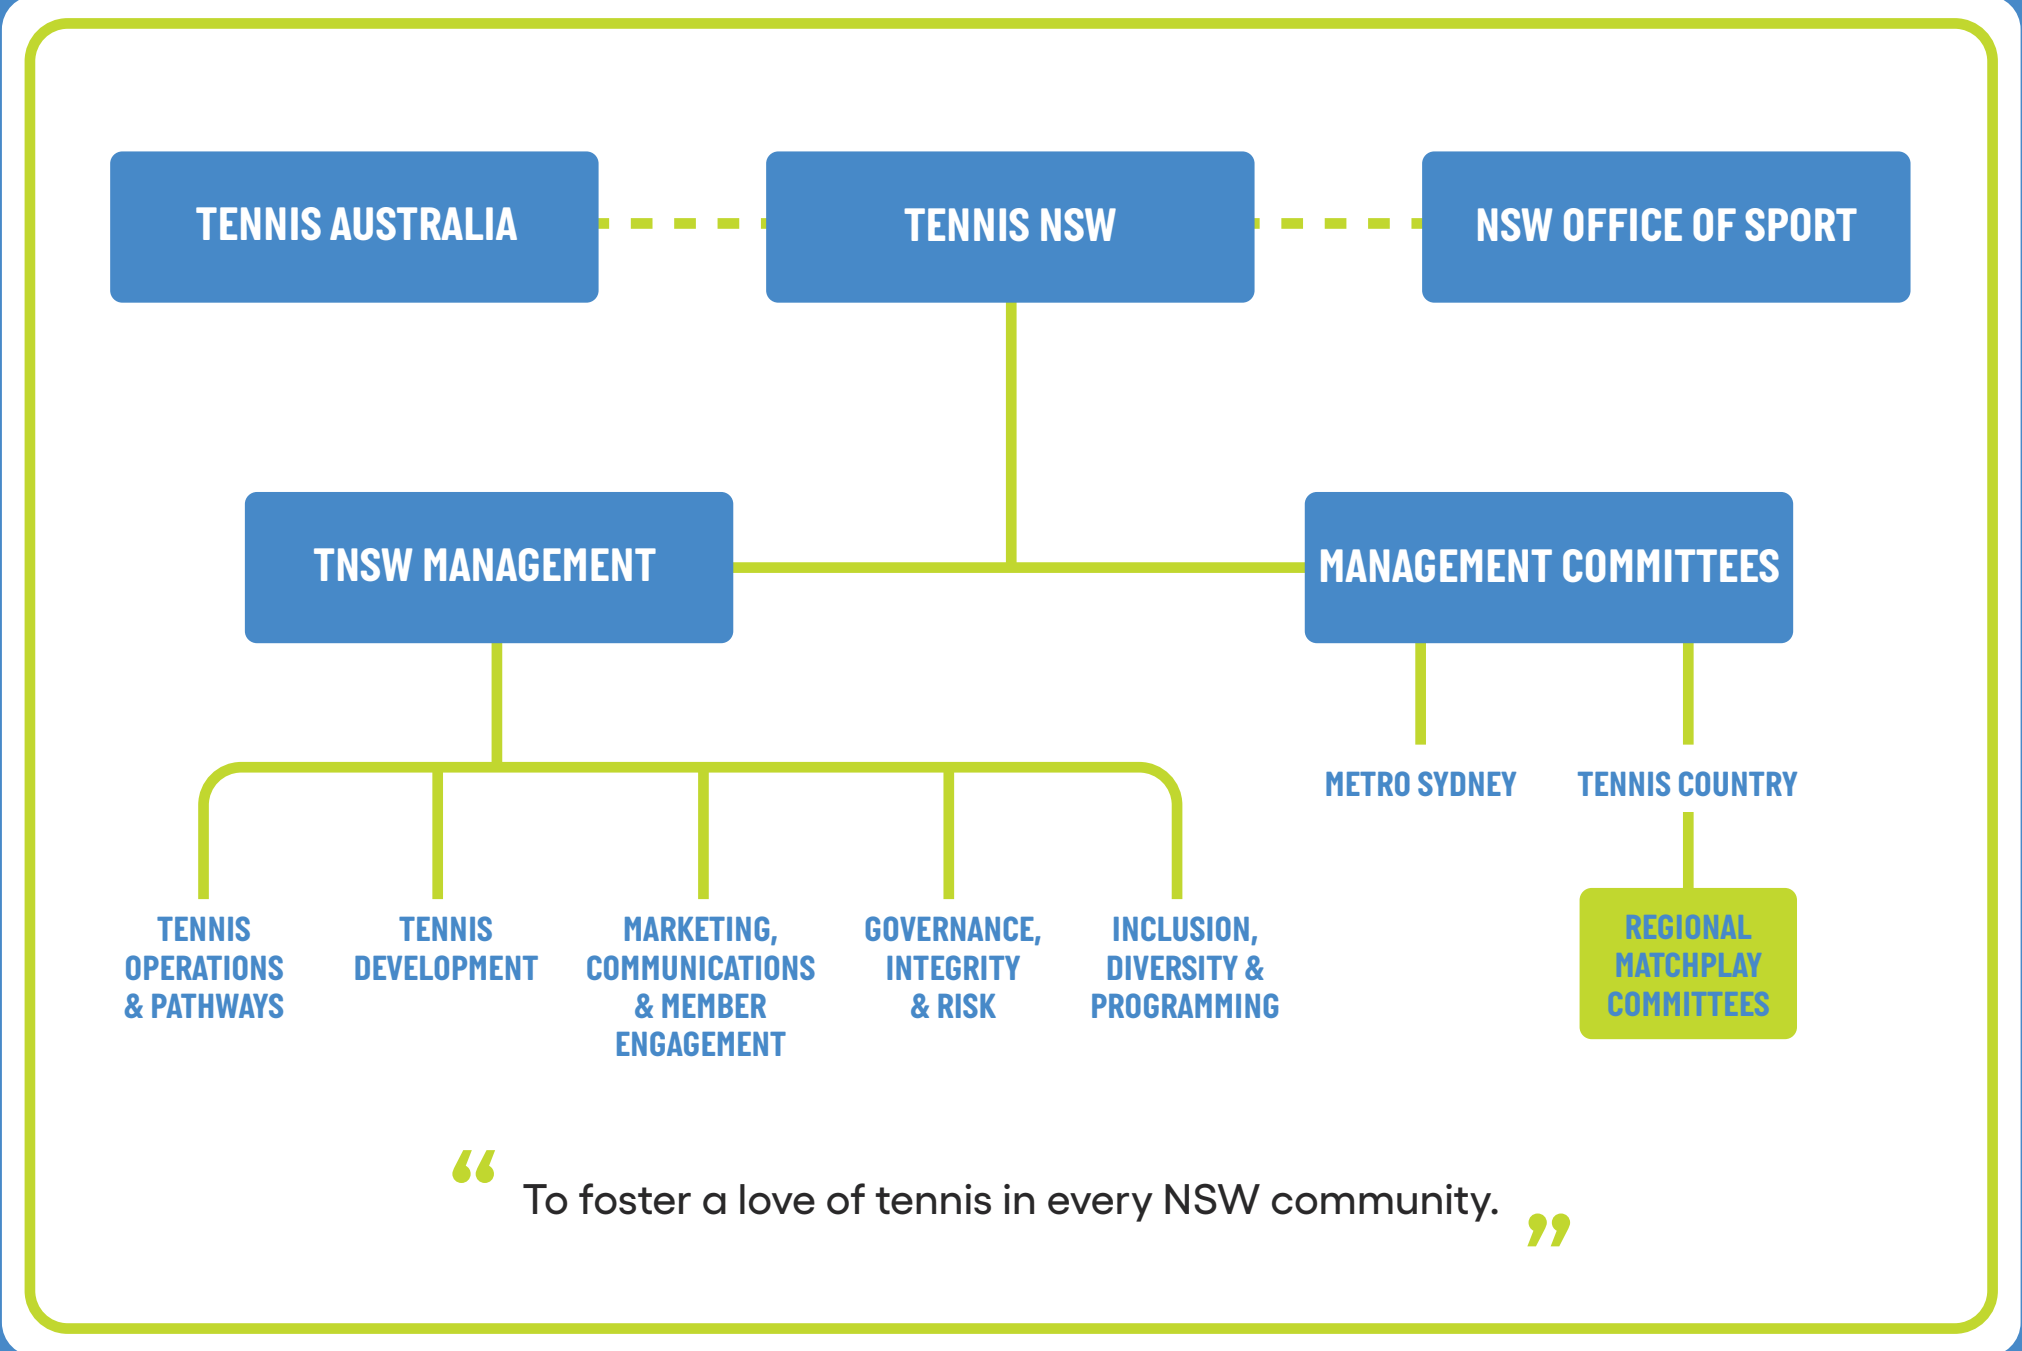 TENNIS AUSTRALIA
TENNIS NSW
NSW OFFICE OF SPORT
TNSW MANAGEMENT
MANAGEMENT COMMITTEES
METRO SYDNEY
TENNIS COUNTRY
TENNIS
OPERATIONS
& PATHWAYS
TENNIS
DEVELOPMENT
MARKETING,
COMMUNICATIONS
& MEMBER
ENGAGEMENT
GOVERNANCE,
INTEGRITY
& RISK
INCLUSION,
DIVERSITY &
PROGRAMMING
REGIONAL
MATCHPLAY
COMMITTEES
“ To foster a love of tennis in every NSW community. ”